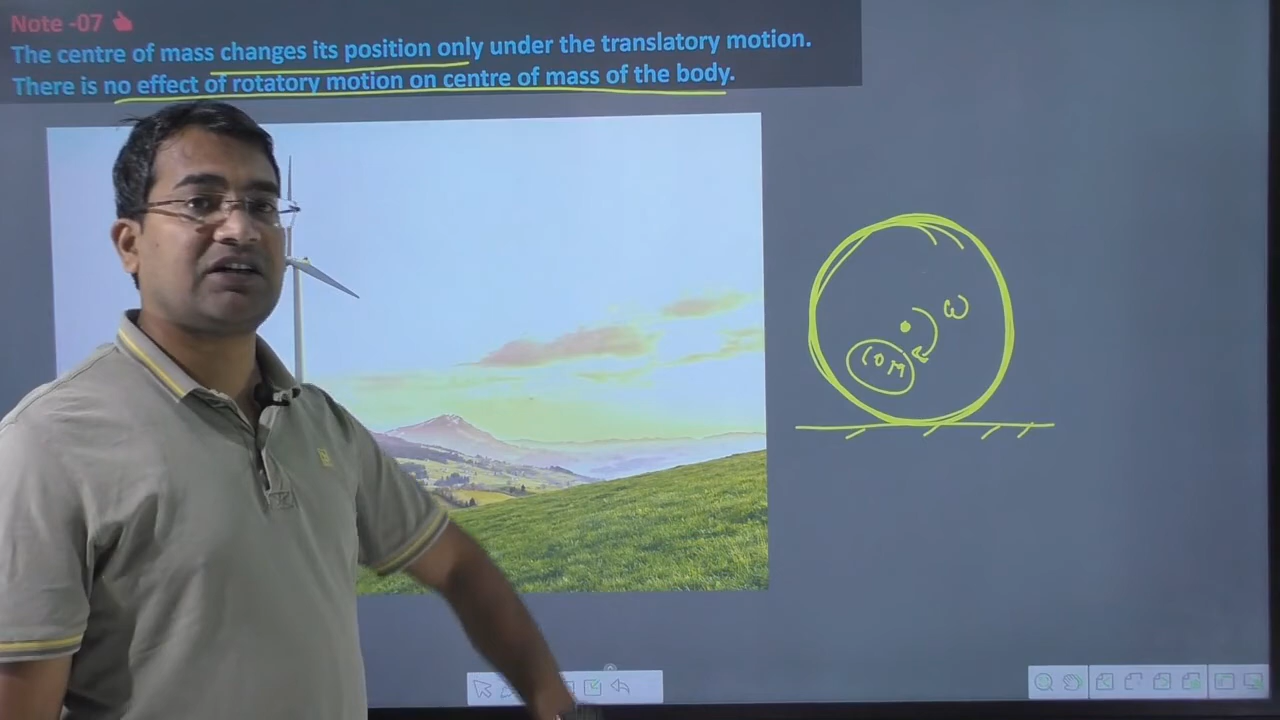 Note -07
The centre of mass changes its position only under the translatory motion.
There is no effect of rotatory motion on centre of mass of the body.
ω
COM